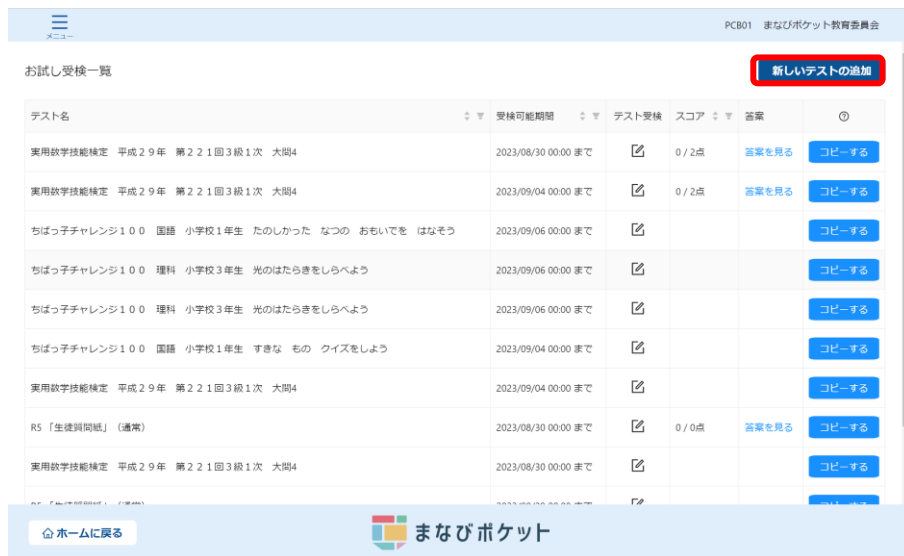 メニュー
PCB01 まなびポケット教育委員会
お試し受検一覧
新しいテストの追加
テスト名 受検可能期間 テスト受検 スコア 答案
実用数学技能検定 平成29年 第221回3級1次 大問4 2023/08/30 00:00 まで 0 / 2点 答案を見る コピーする
実用数学技能検定 平成29年 第221回3級1次 大問4 2023/09/04 00:00 まで 0 / 2点 答案を見る コピーする
ちばっ子チャレンジ100 国語 小学校1年生 たのしかった なつの おもいでを はなそう 2023/09/06 00:00 まで コピーする
ちばっ子チャレンジ100 理科 小学校3年生 光のはたらきをしらべよう 2023/09/06 00:00 まで コピーする
ちばっ子チャレンジ100 理科 小学校3年生 光のはたらきをしらべよう 2023/09/06 00:00 まで コピーする
ちばっ子チャレンジ100 国語 小学校1年生 すきな もの クイズをしよう 2023/09/04 00:00 まで コピーする
実用数学技能検定 平成29年 第221回3級1次 大問4 2023/09/04 00:00 まで コピーする
R5 「生徒質問紙」（通常） 2023/08/30 00:00 まで 0 / 0点 答案を見る コピーする
実用数学技能検定 平成29年 第221回3級1次 大問4 2023/08/30 00:00 まで コピーする
ホームに戻る
まなびポケット